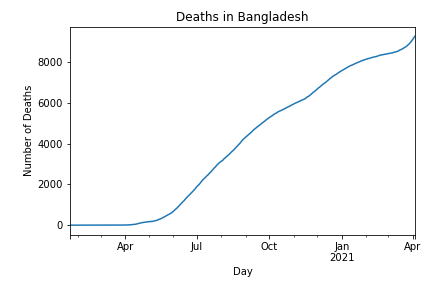 Deaths in Bangladesh
Number of Deaths
8000
6000
4000
2000
0
Apr Jul Oct Jan Apr
2021
Day